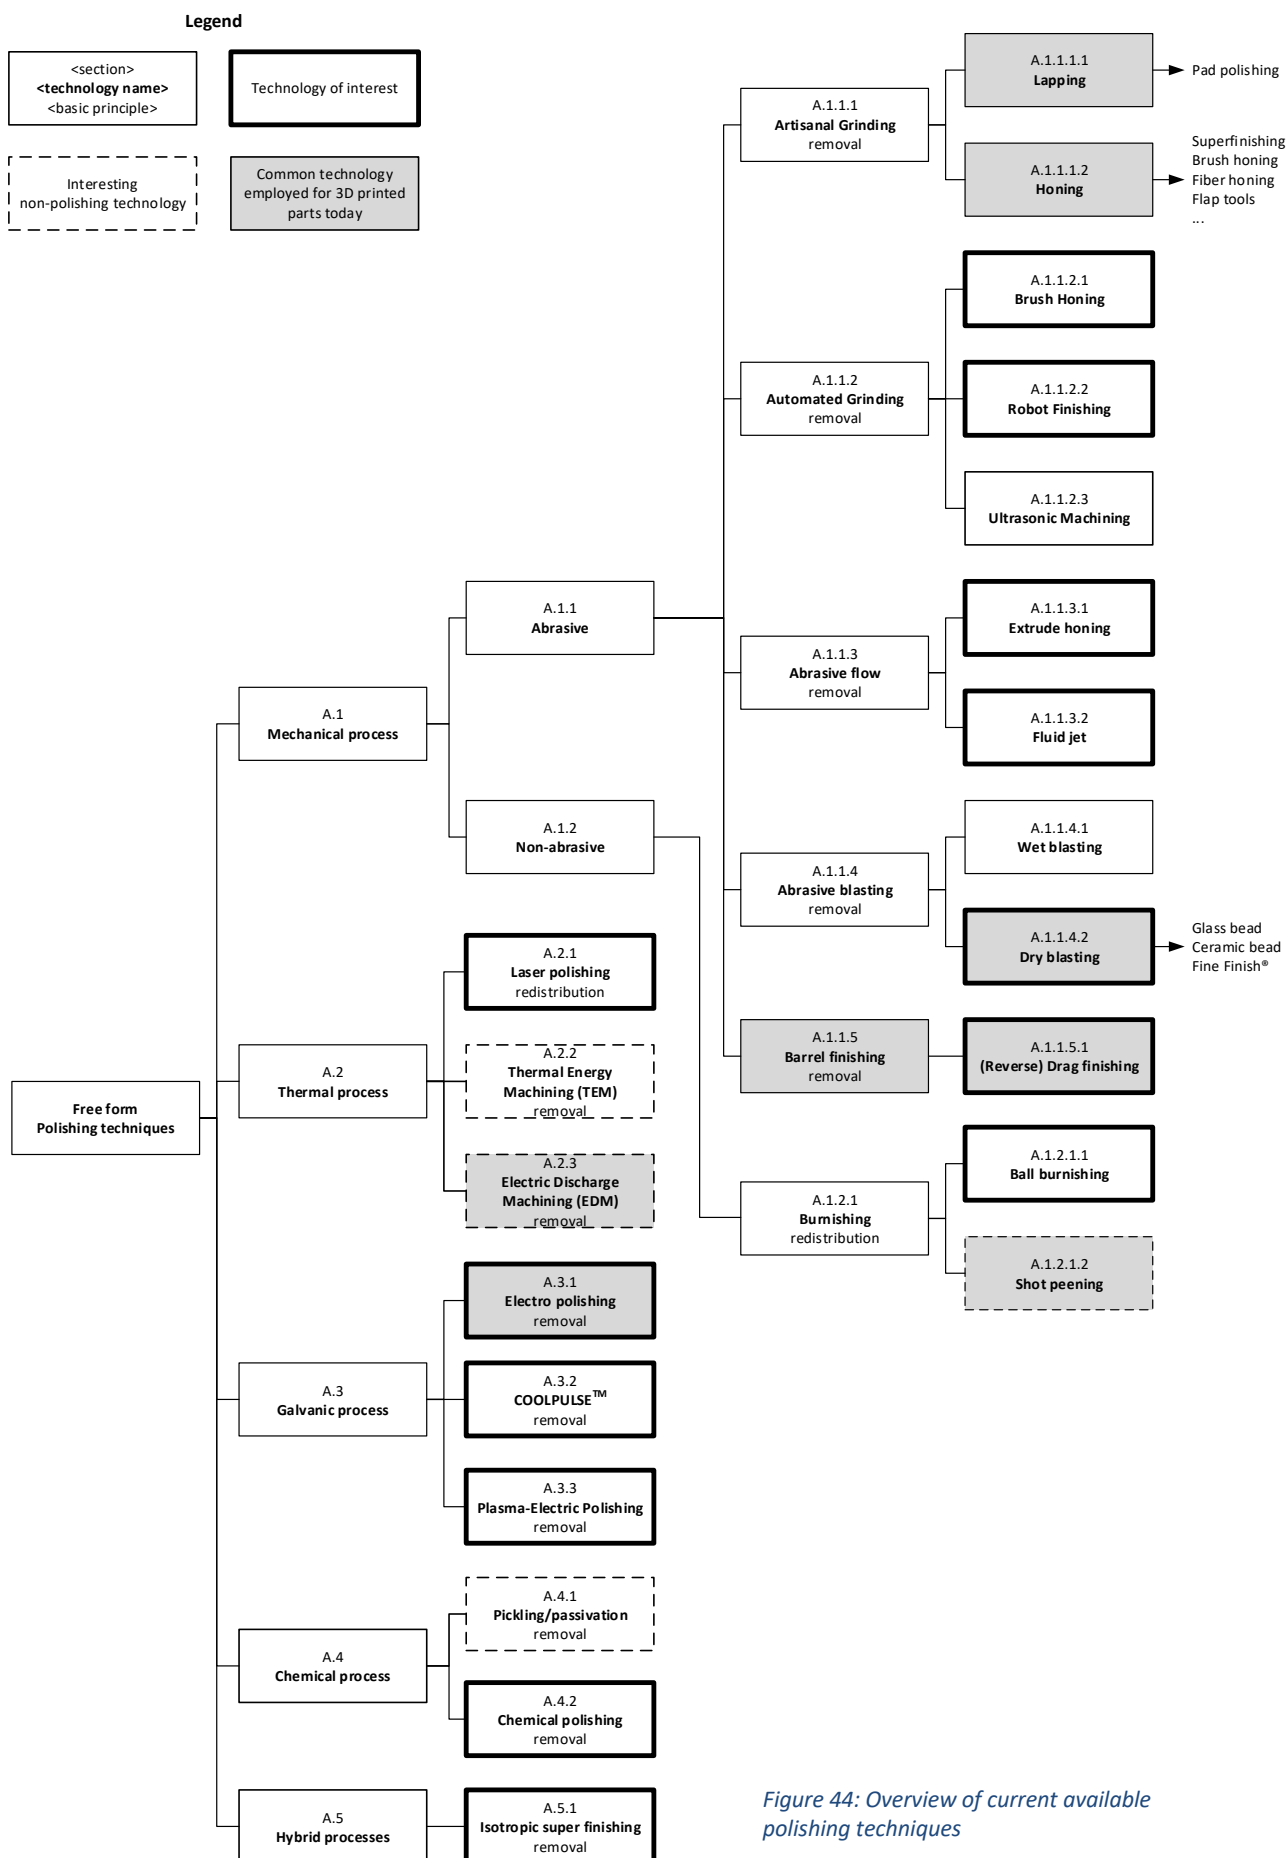 Legend
<section>
<technology name>
<basic principle>
Technology of interest
Interesting
non-polishing technology
Common technology
employed for 3D printed
parts today
A.1.1.1.1
Lapping
Pad polishing
A.1.1.1
Artisanal Grinding
removal
A.1.1.1.2
Honing
Superfinishing
Brush honing
Fiber honing
Flap tools
...
A.1.1.2.1
Brush Honing
A.1.1.2
Automated Grinding
removal
A.1.1.2.2
Robot Finishing
A.1.1.2.3
Ultrasonic Machining
A.1.1
Abrasive
A.1.1.3.1
Extrude honing
A.1.1.3
Abrasive flow
removal
A.1.1.3.2
Fluid jet
A.1
Mechanical process
A.1.2
Non-abrasive
A.1.1.4.1
Wet blasting
A.1.1.4
Abrasive blasting
removal
A.1.1.4.2
Dry blasting
Glass bead
Ceramic bead
Fine Finish®
A.2.1
Laser polishing
redistribution
A.1.1.5
Barrel finishing
removal
A.1.1.5.1
(Reverse) Drag finishing
A.2
Thermal process
A.2.2
Thermal Energy
Machining (TEM)
removal
Free form
Polishing techniques
A.2.3
Electric Discharge
Machining (EDM)
removal
A.1.2.1.1
Ball burnishing
A.1.2.1
Burnishing
redistribution
A.1.2.1.2
Shot peening
A.3.1
Electro polishing
removal
A.3
Galvanic process
A.3.2
COOLPULSE™
removal
A.3.3
Plasma-Electric Polishing
removal
A.4.1
Pickling/passivation
removal
A.4
Chemical process
A.4.2
Chemical polishing
removal
A.5
Hybrid processes
A.5.1
Isotropic super finishing
removal
Figure 44: Overview of current available
polishing techniques